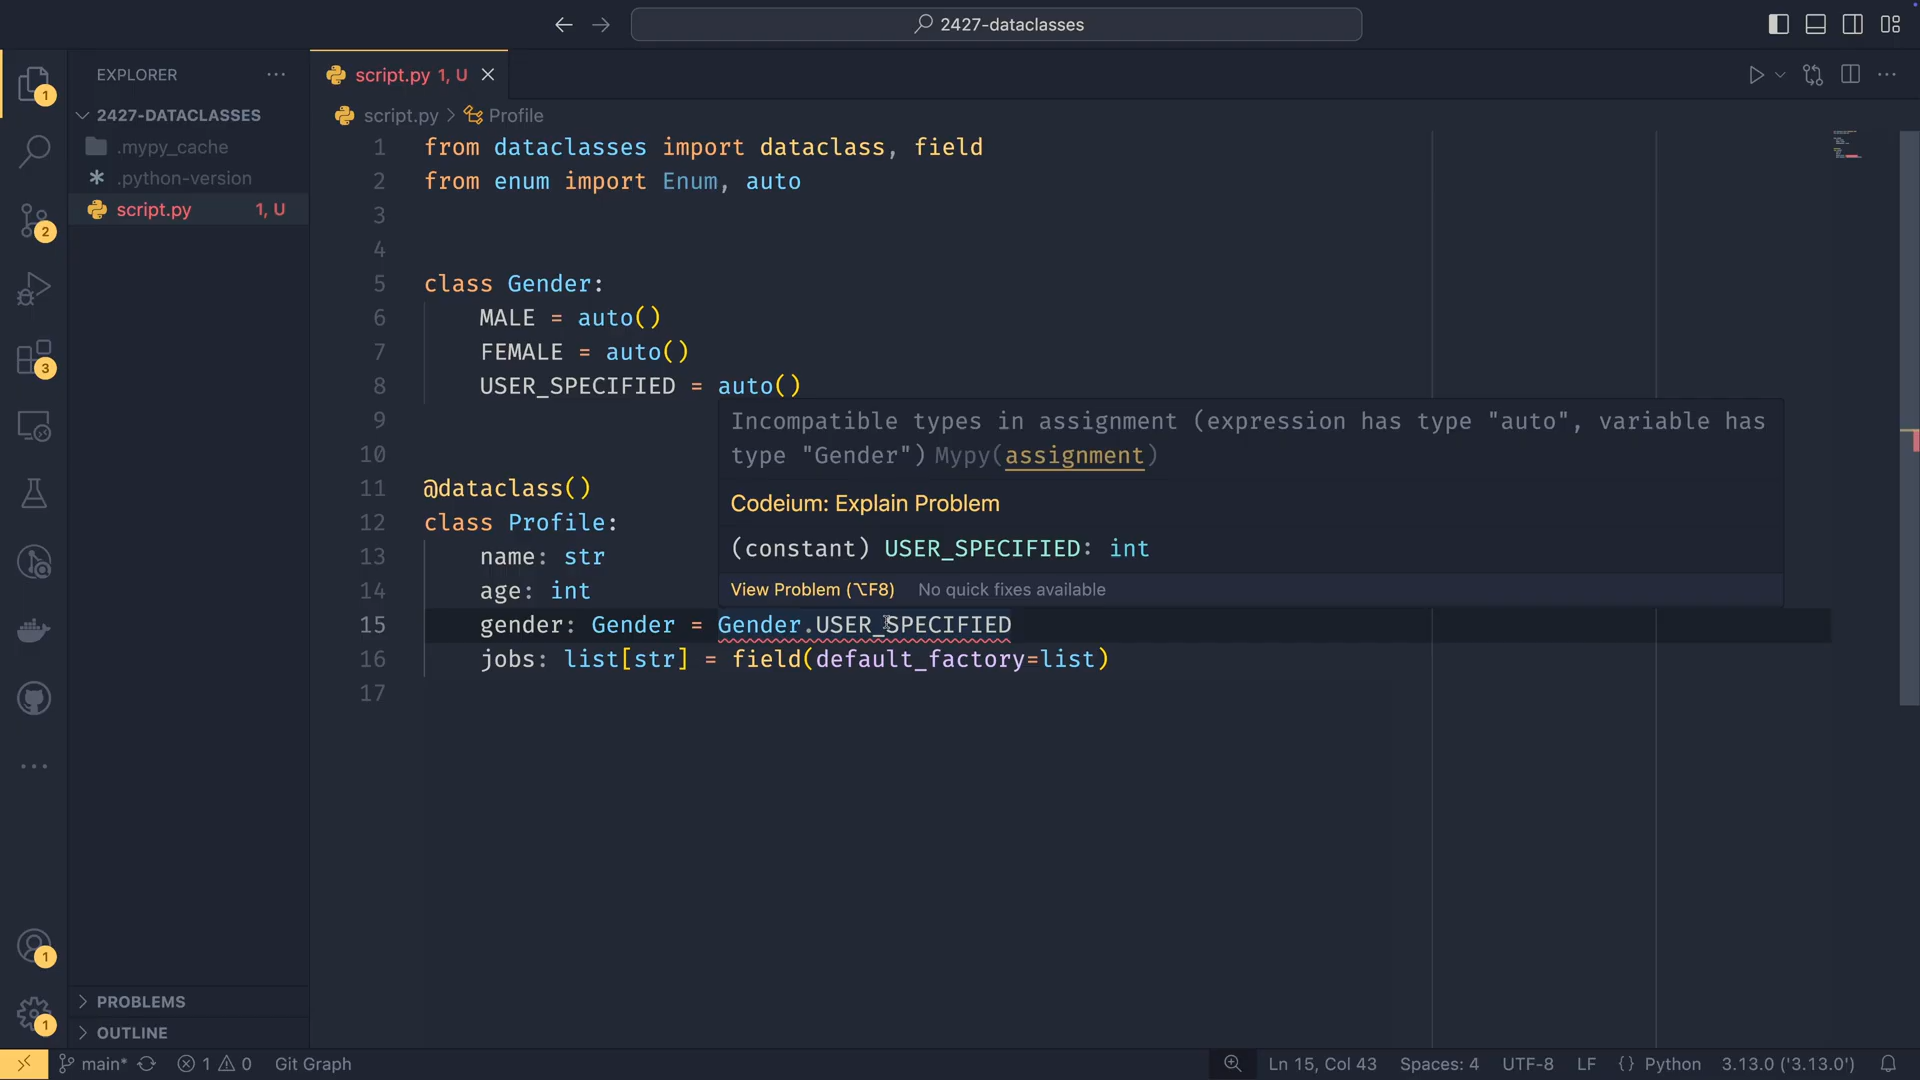 2427-dataclasses
EXPLORER
script.py 1, U
2427-DATACLASSES
.mypy_cache
.python-version
script.py 1, U
script.py > Profile
1 from dataclasses import dataclass, field
2 from enum import Enum, auto
3
4
5 class Gender:
6 MALE = auto()
7 FEMALE = auto()
8 USER_SPECIFIED = auto()
9
10
11 @dataclass()
12 class Profile:
13 name: str
14 age: int
15 gender: Gender = Gender.USER_SPECIFIED
16 jobs: list[str] = field(default_factory=list)
17
Incompatible types in assignment (expression has type "auto", variable has
type "Gender") Mypy(assignment)
Codeium: Explain Problem
(constant) USER_SPECIFIED: int
View Problem (⌥F8) No quick fixes available
1
2
3
1
1
PROBLEMS
OUTLINE
main* 1 0 Git Graph
Ln 15, Col 43 Spaces: 4 UTF-8 LF {} Python 3.13.0 ('3.13.0')